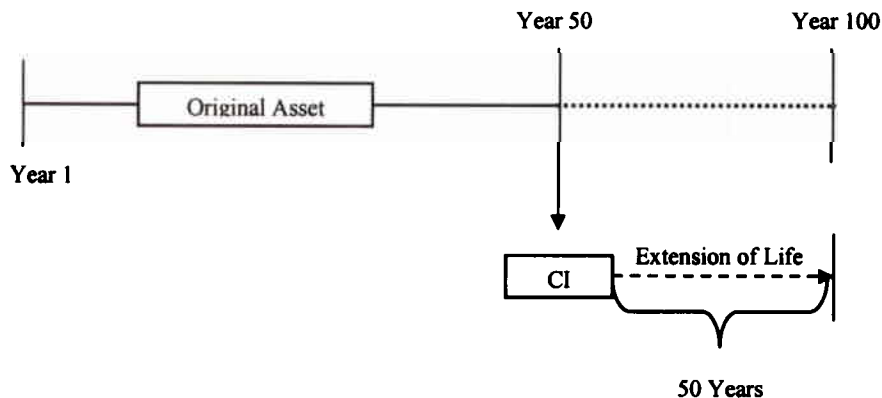 Year 50
Year 100
Original Asset
Year 1
Extension of Life
CI
50 Years